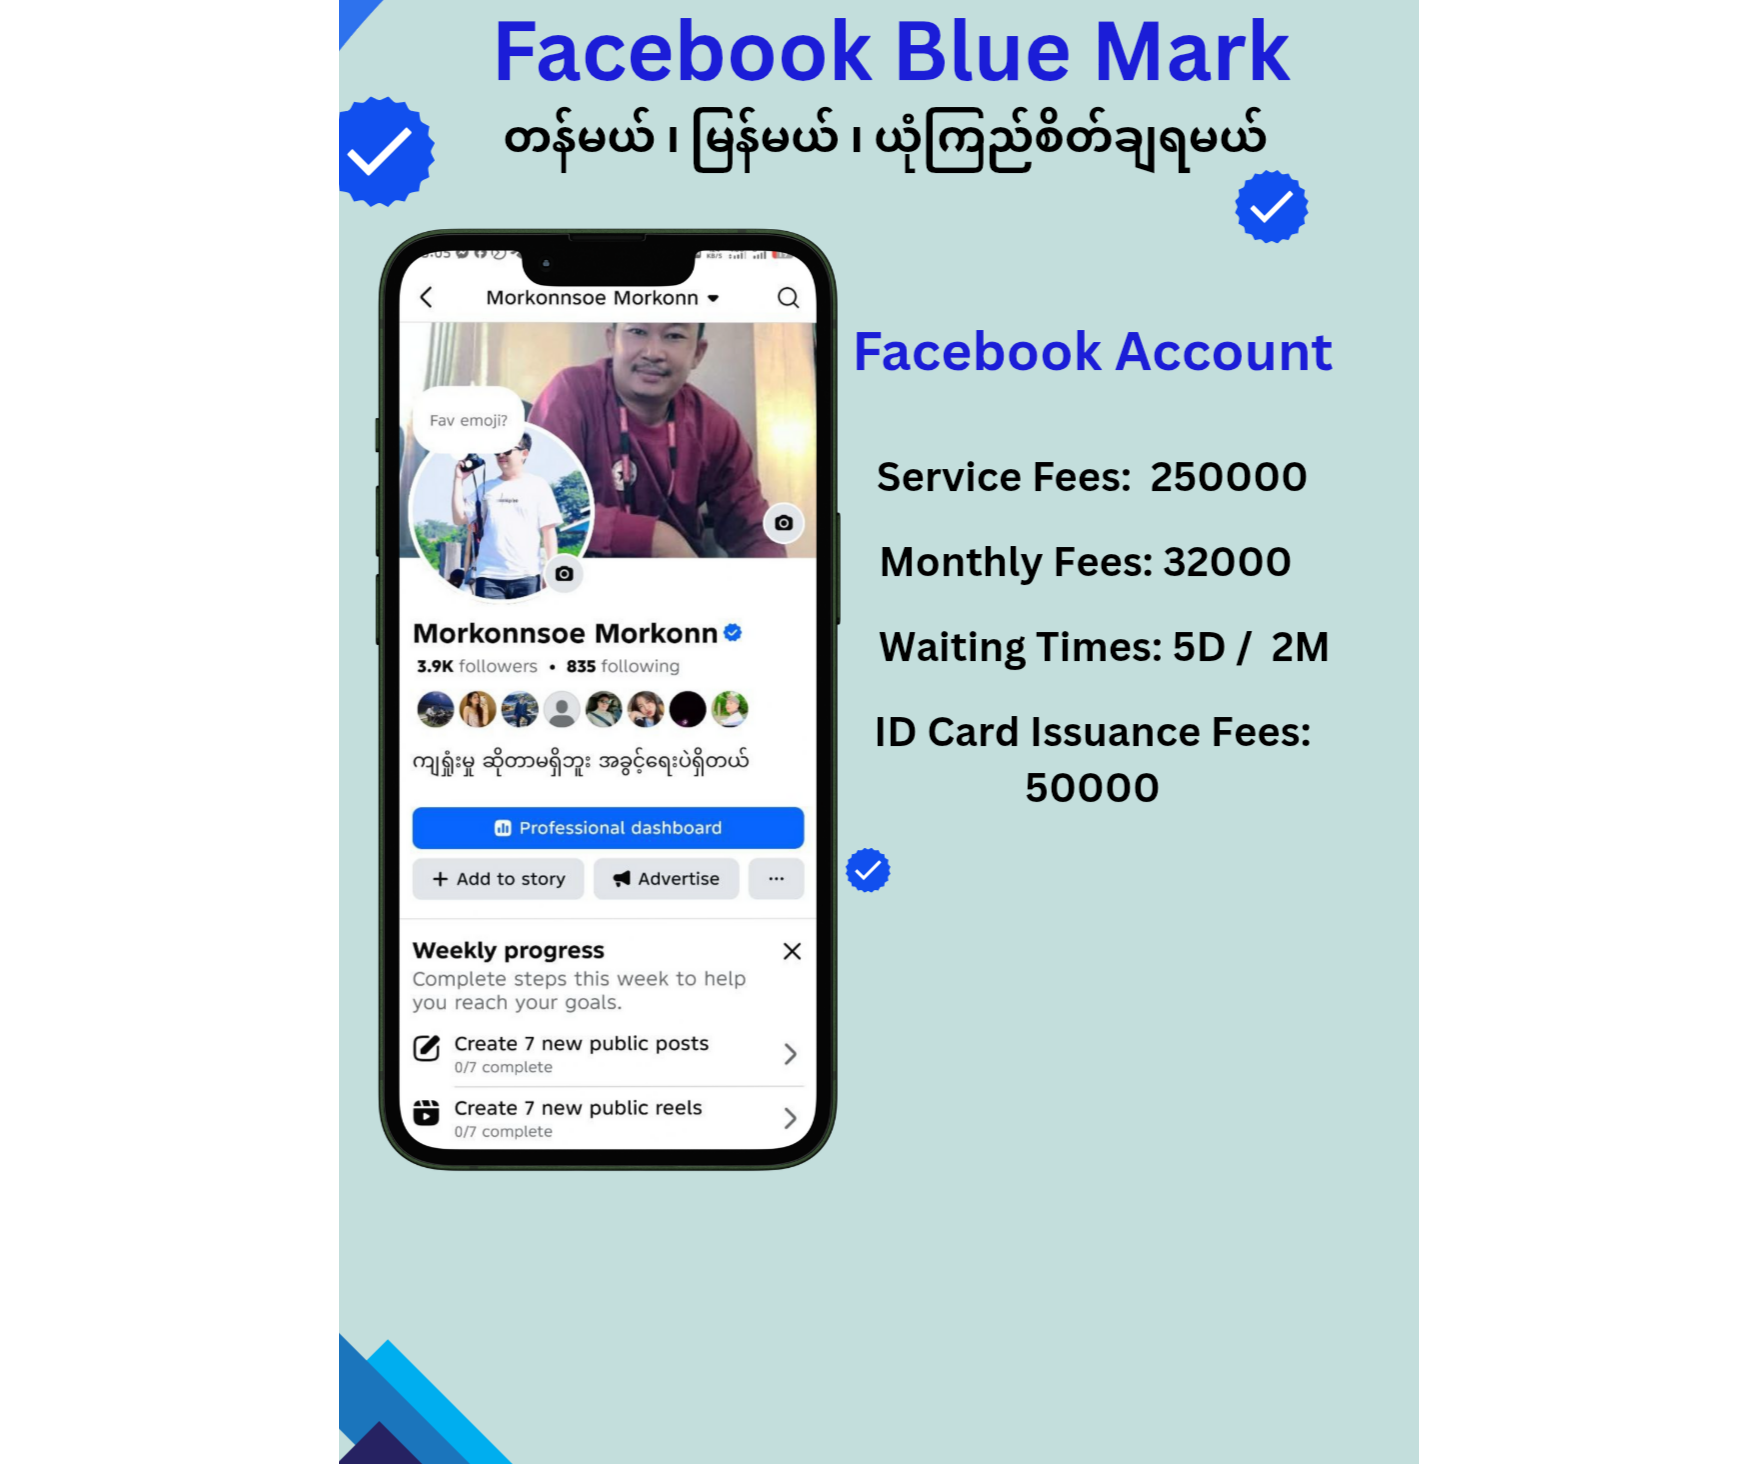 Facebook Blue Mark
တန်မယ် ၊ မြန်မယ် ၊ ယုံကြည်စိတ်ချရမယ်
Morkonnsoe Morkonn
Fav emoji?
Morkonnsoe Morkonn
3.9K followers • 835 following
ကျရှုံးမှု ဆိုတာမရှိဘူး အခွင့်ရေးပဲရှိတယ်
Professional dashboard
+ Add to story
Advertise
...
Weekly progress
Complete steps this week to help
you reach your goals.
Create 7 new public posts
0/7 complete
Create 7 new public reels
0/7 complete
Facebook Account
Service Fees: 250000
Monthly Fees: 32000
Waiting Times: 5D / 2M
ID Card Issuance Fees:
50000